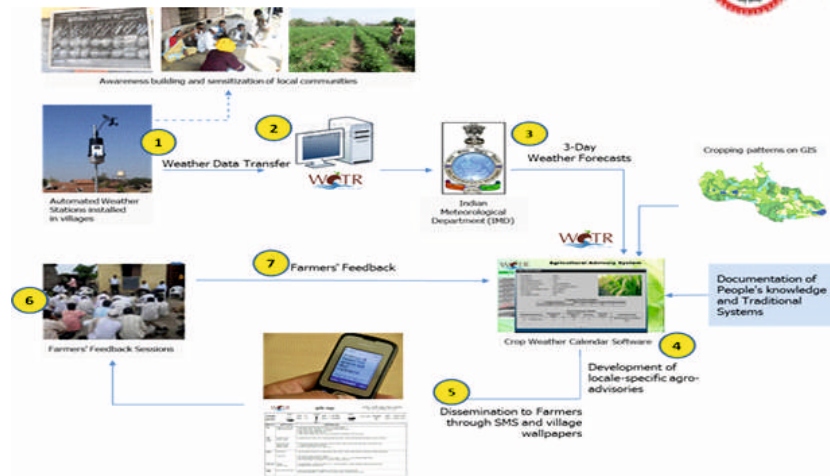 Awareness building and sensitization of local communities
1
2
3
Weather Data Transfer
WOTR
3-Day
Weather Forecasts
Cropping patterns on GIS
Automated Weather
Stations installed
in villages
Indian
Meteorological
Department (IMD)
WOTR
7
Farmers' Feedback
Agricultural Advisory System
Documentation of
People's knowledge
and Traditional
Systems
6
Farmers' Feedback Sessions
Crop Weather Calendar Software
4
Development of
locale-specific agro-
advisories
5
Dissemination to Farmers
through SMS and village
wallpapers